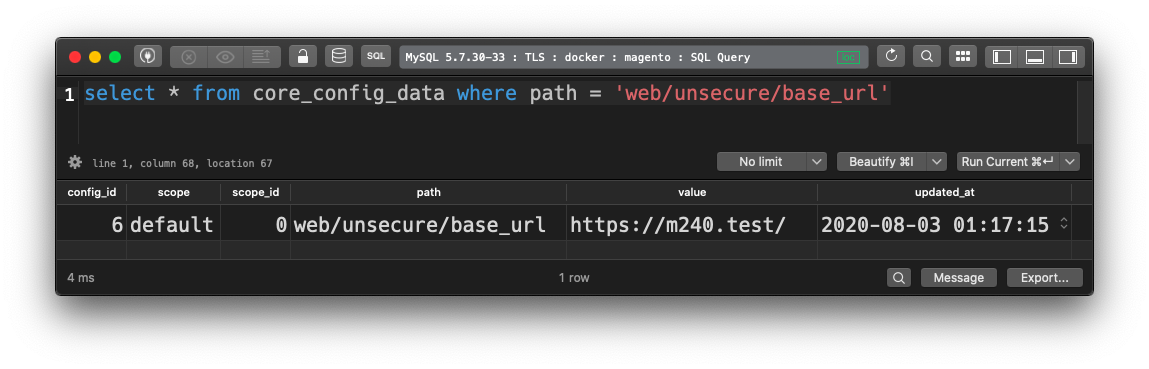 SQL MySQL 5.7.30-33 : TLS : docker : magento : SQL Query loc
1 select * from core_config_data where path = 'web/unsecure/base_url'
line 1, column 68, location 67 No limit Beautify ⌘I Run Current ⌘↵
config_id scope scope_id path value updated_at
6 default 0 web/unsecure/base_url https://m240.test/ 2020-08-03 01:17:15
4 ms 1 row Message Export...